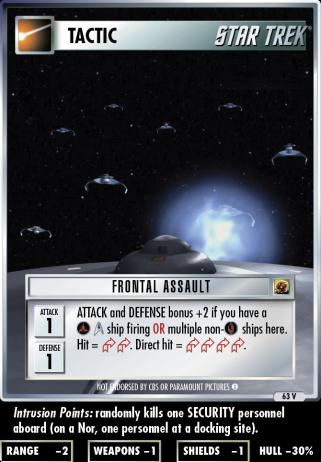 TACTIC
STAR TREK
FRONTAL ASSAULT
ATTACK
1
DEFENSE
1
ATTACK and DEFENSE bonus +2 if you have a
ship firing OR multiple non- ships here.
Hit = . Direct hit = .
NOT ENDORSED BY CBS OR PARAMOUNT PICTURES
63 V
Intrusion Points: randomly kills one SECURITY personnel
aboard (on a Nor, one personnel at a docking site).
RANGE -2
WEAPONS -1
SHIELDS -1
HULL -30%